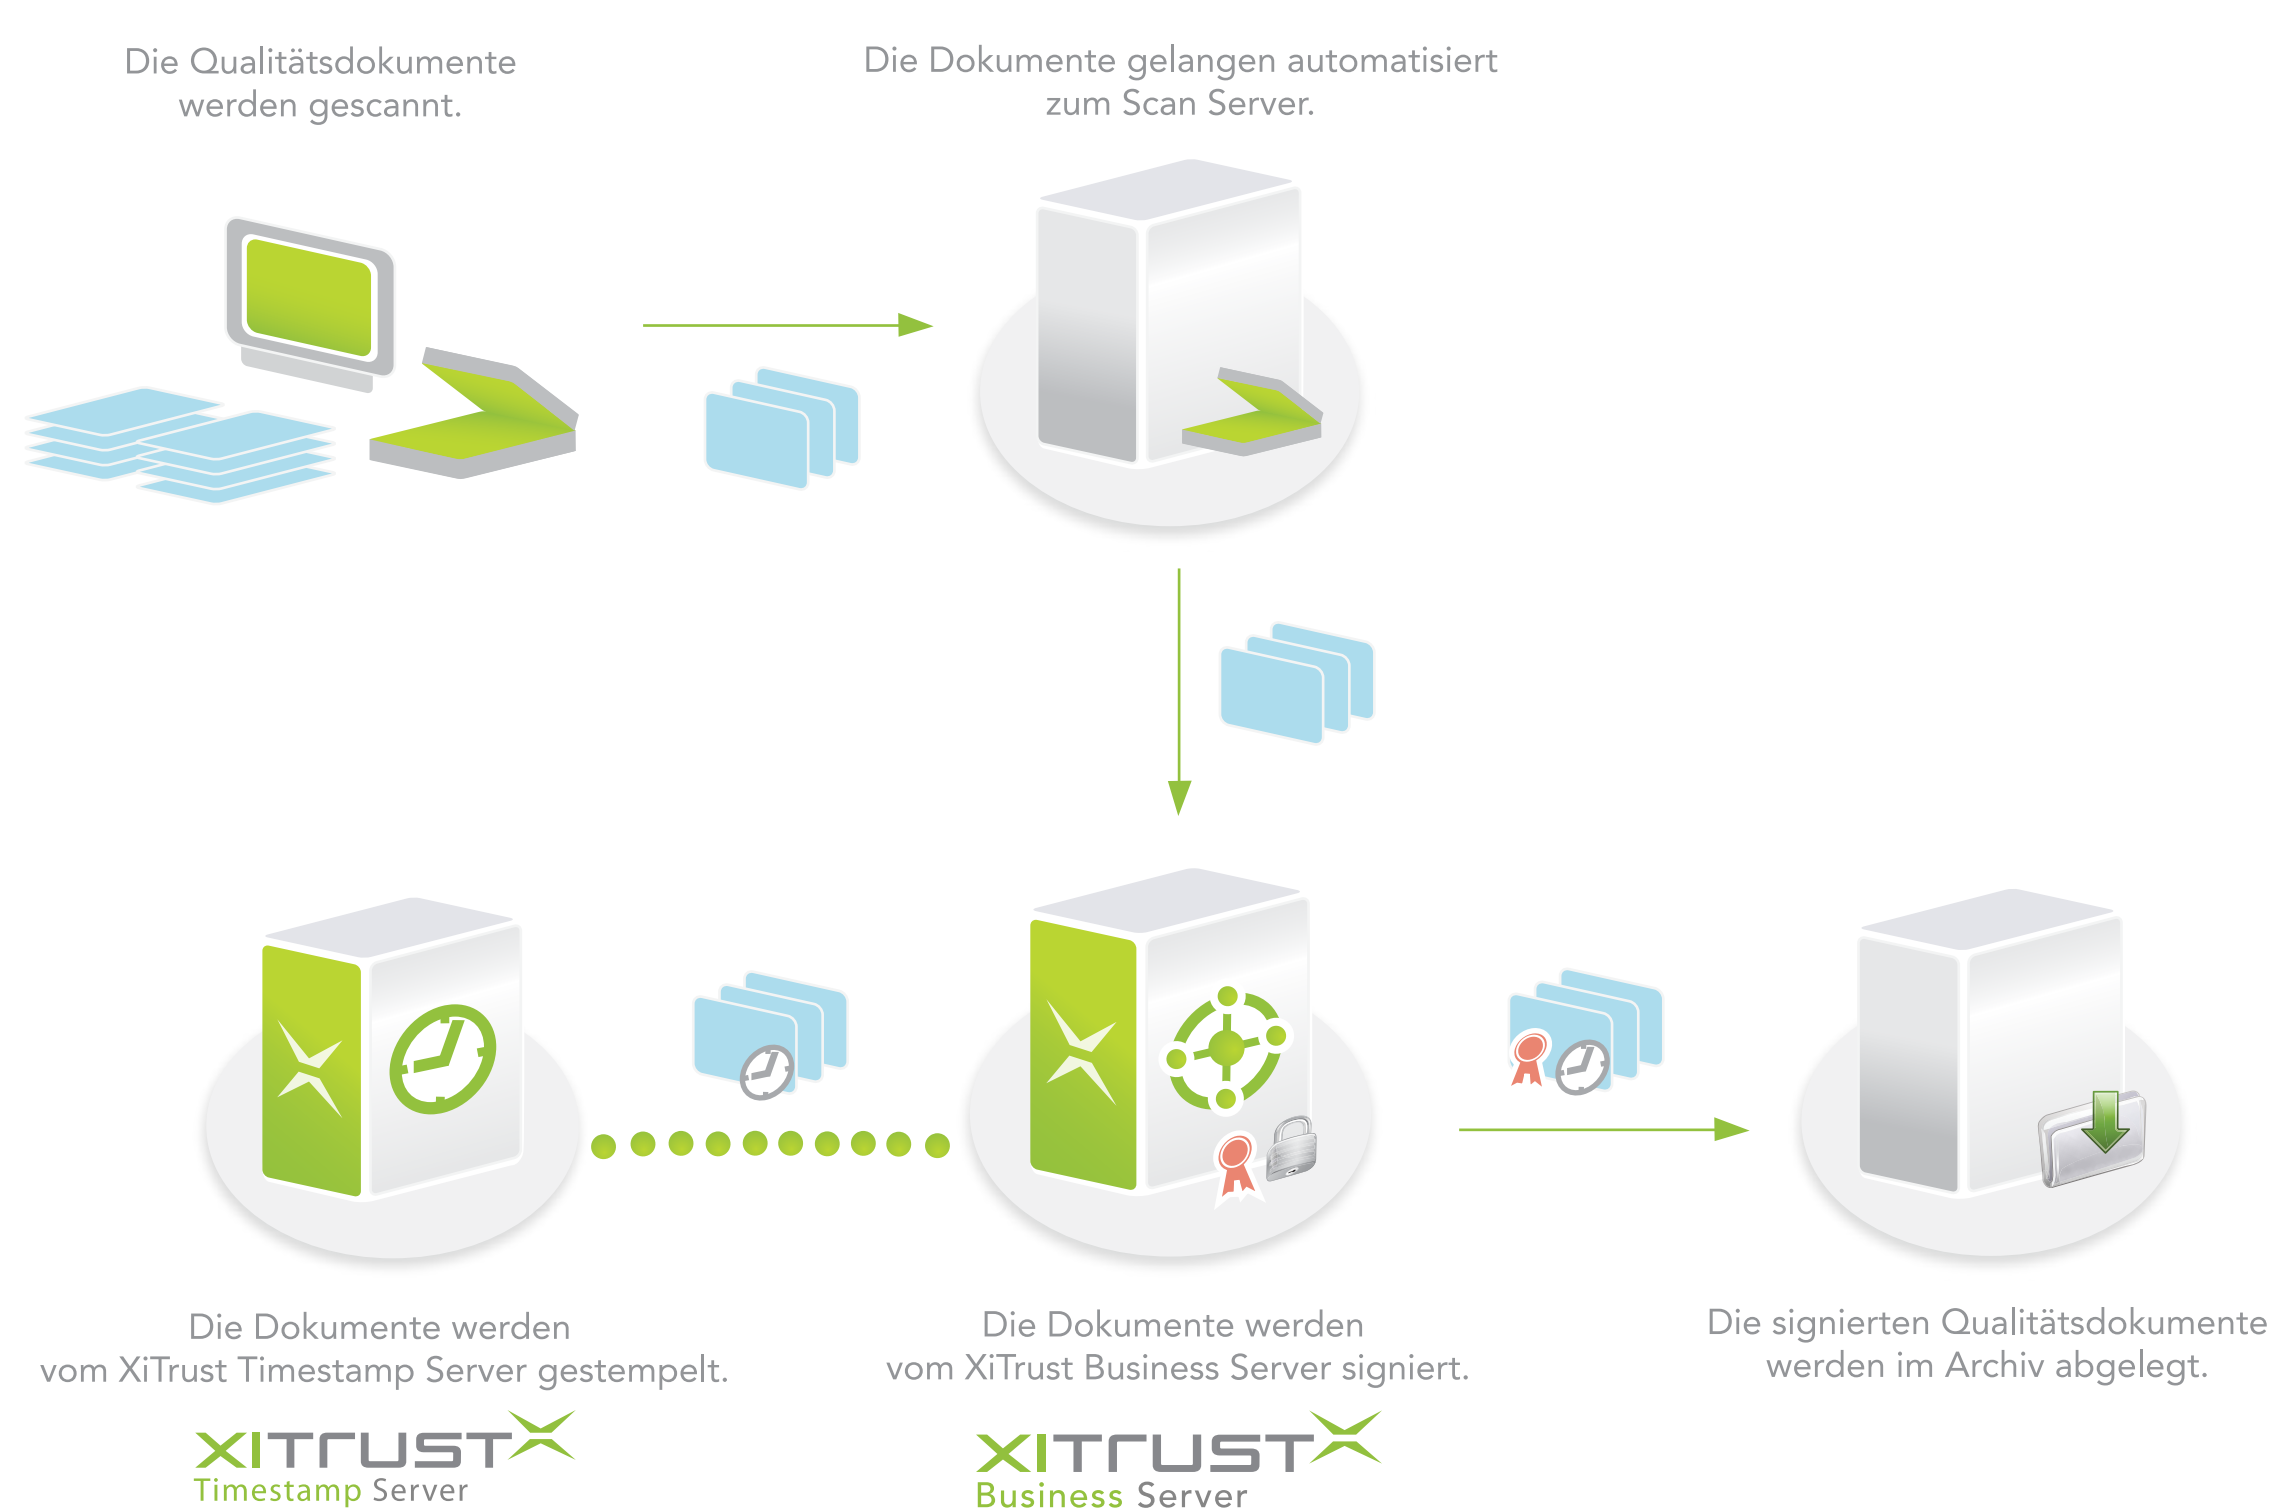 Die Qualitätsdokumente
werden gescannt.
Die Dokumente gelangen automatisiert
zum Scan Server.
Die Dokumente werden
vom XiTrust Timestamp Server gestempelt.
XITRUST
Timestamp Server
Die Dokumente werden
vom XiTrust Business Server signiert.
XITRUST
Business Server
Die signierten Qualitätsdokumente
werden im Archiv abgelegt.